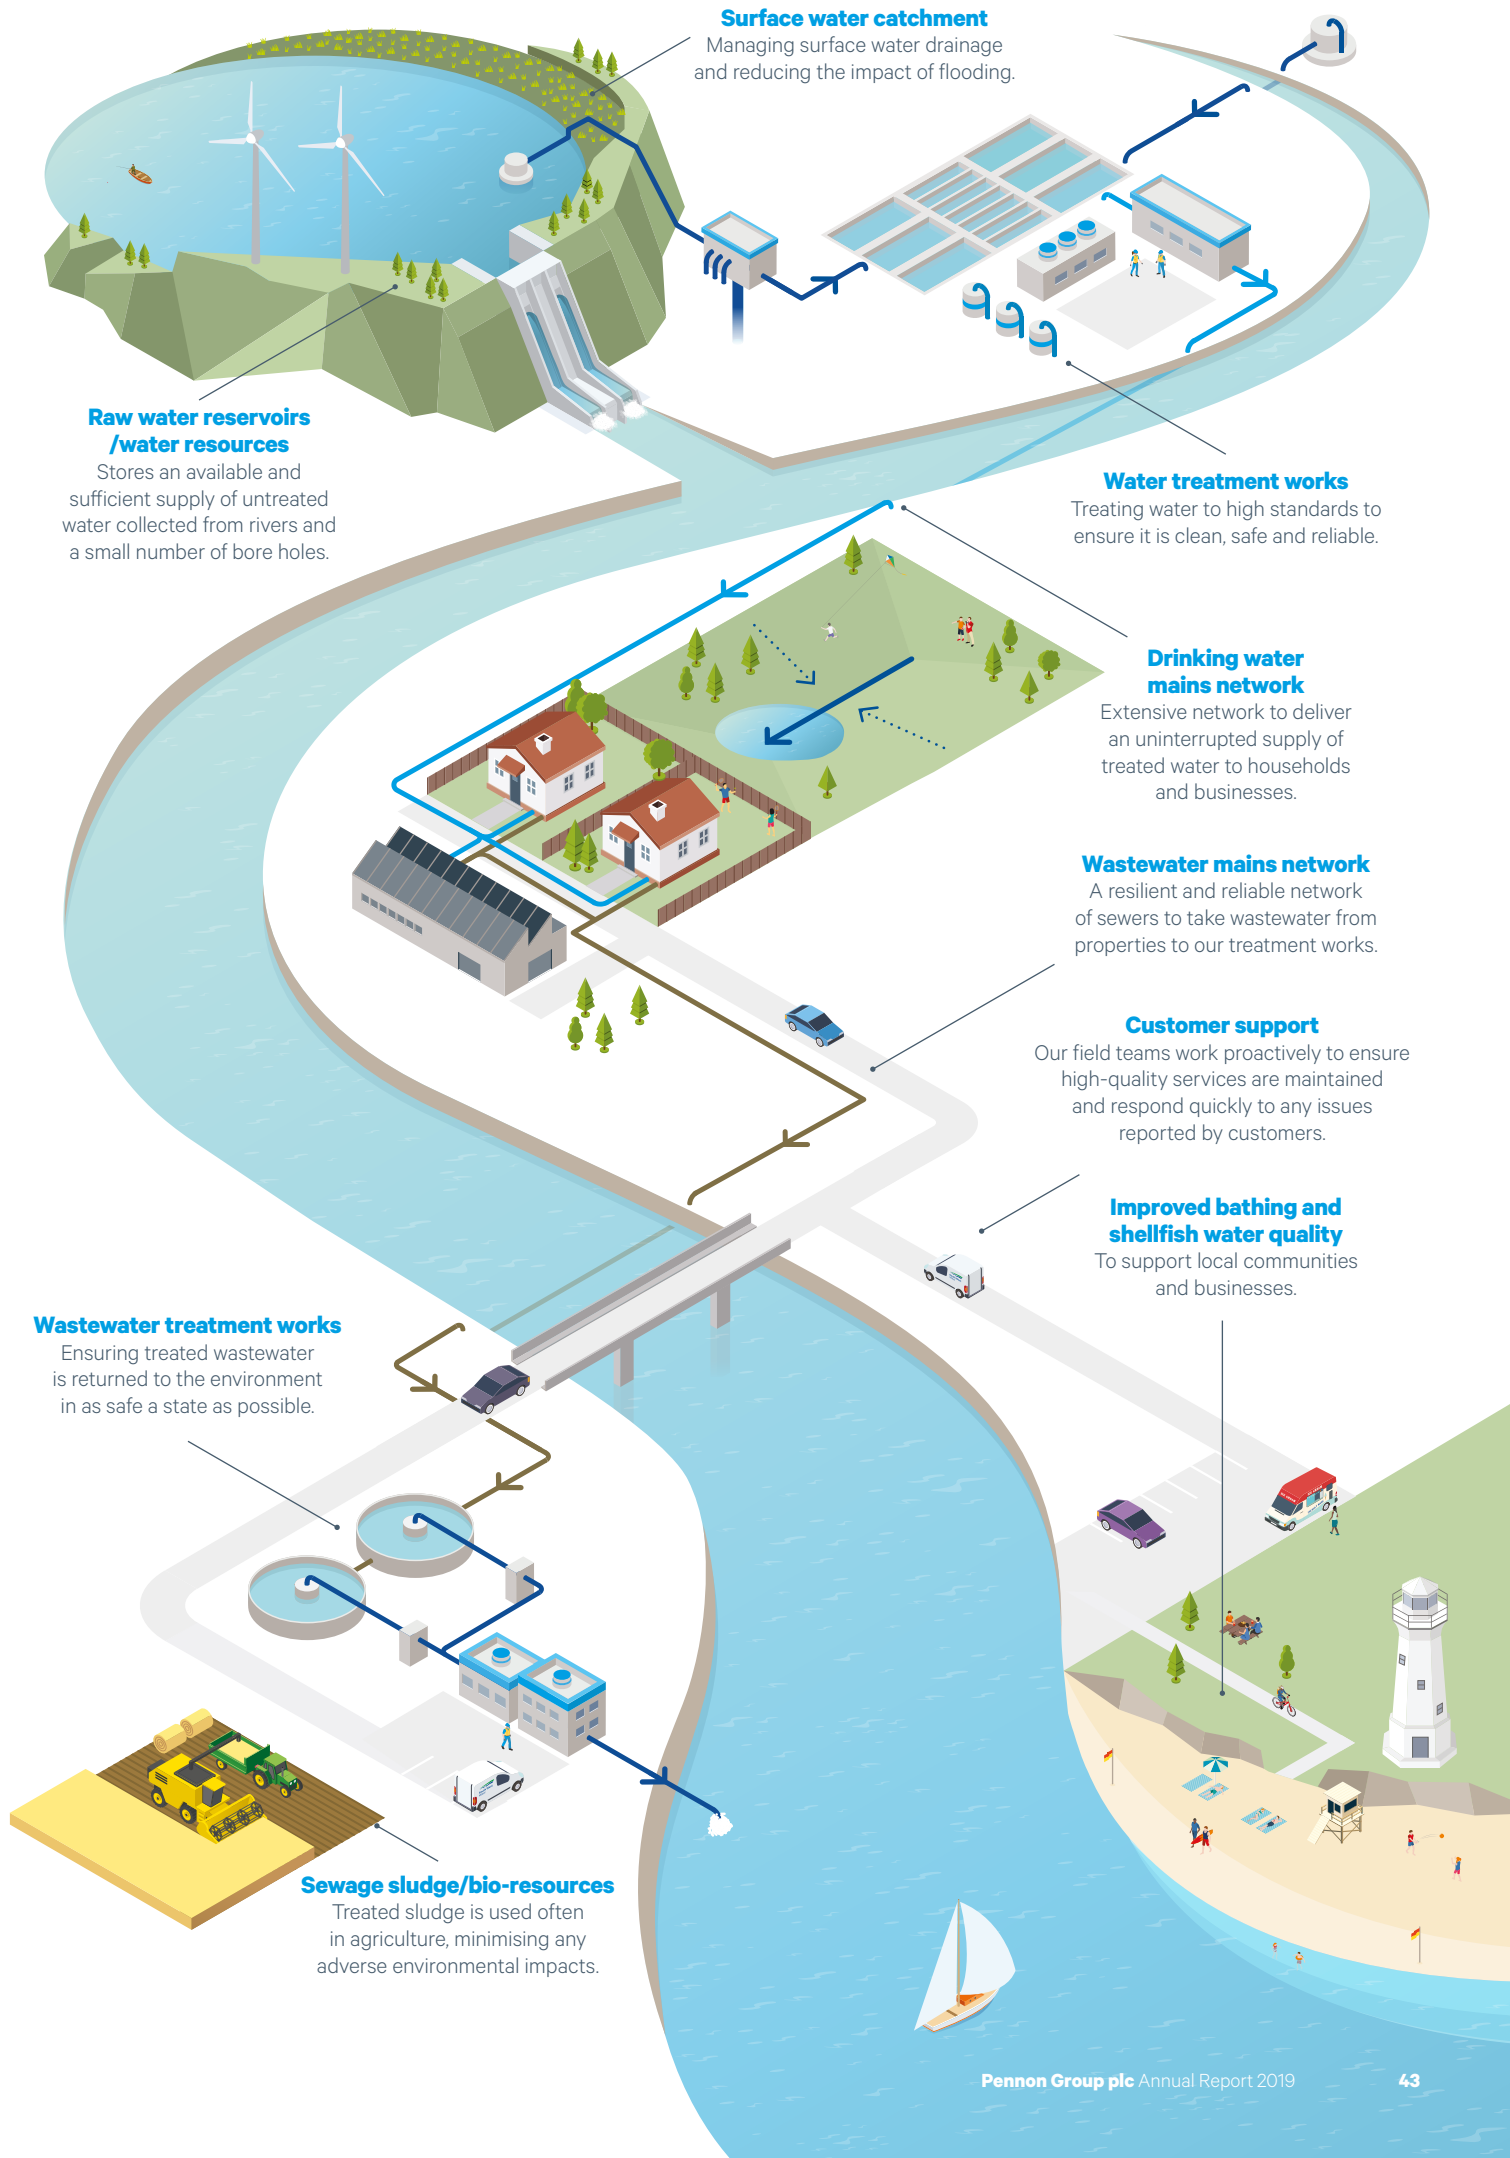 Surface water catchment
Managing surface water drainage
and reducing the impact of flooding.
Raw water reservoirs
/water resources
Stores an available and
sufficient supply of untreated
water collected from rivers and
a small number of bore holes.
Water treatment works
Treating water to high standards to
ensure it is clean, safe and reliable.
Drinking water
mains network
Extensive network to deliver
an uninterrupted supply of
treated water to households
and businesses.
Wastewater mains network
A resilient and reliable network
of sewers to take wastewater from
properties to our treatment works.
Customer support
Our field teams work proactively to ensure
high-quality services are maintained
and respond quickly to any issues
reported by customers.
Improved bathing and
shellfish water quality
To support local communities
and businesses.
Wastewater treatment works
Ensuring treated wastewater
is returned to the environment
in as safe a state as possible.
Sewage sludge/bio-resources
Treated sludge is used often
in agriculture, minimising any
adverse environmental impacts.
Pennon Group plc Annual Report 2019 43